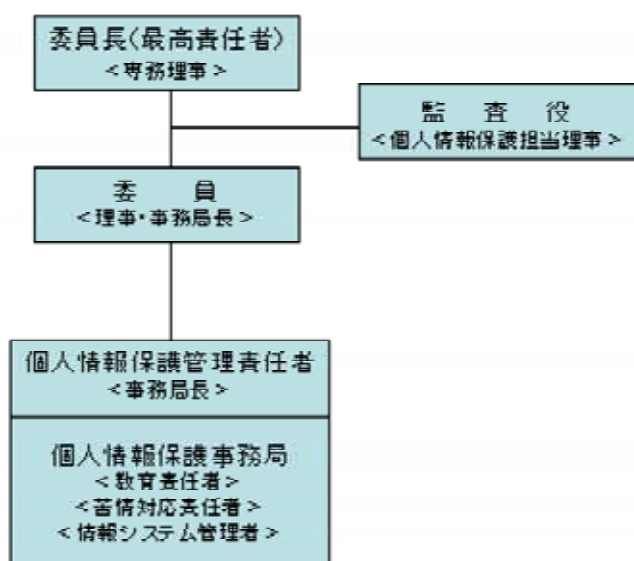 委員長(最高責任者)
<専務理事>
監 査 役
<個人情報保護担当理事>
委 員
<理事・事務局長>
個人情報保護管理責任者
<事務局長>
個人情報保護事務局
<教育責任者>
<苦情対応責任者>
<情報システム管理者>